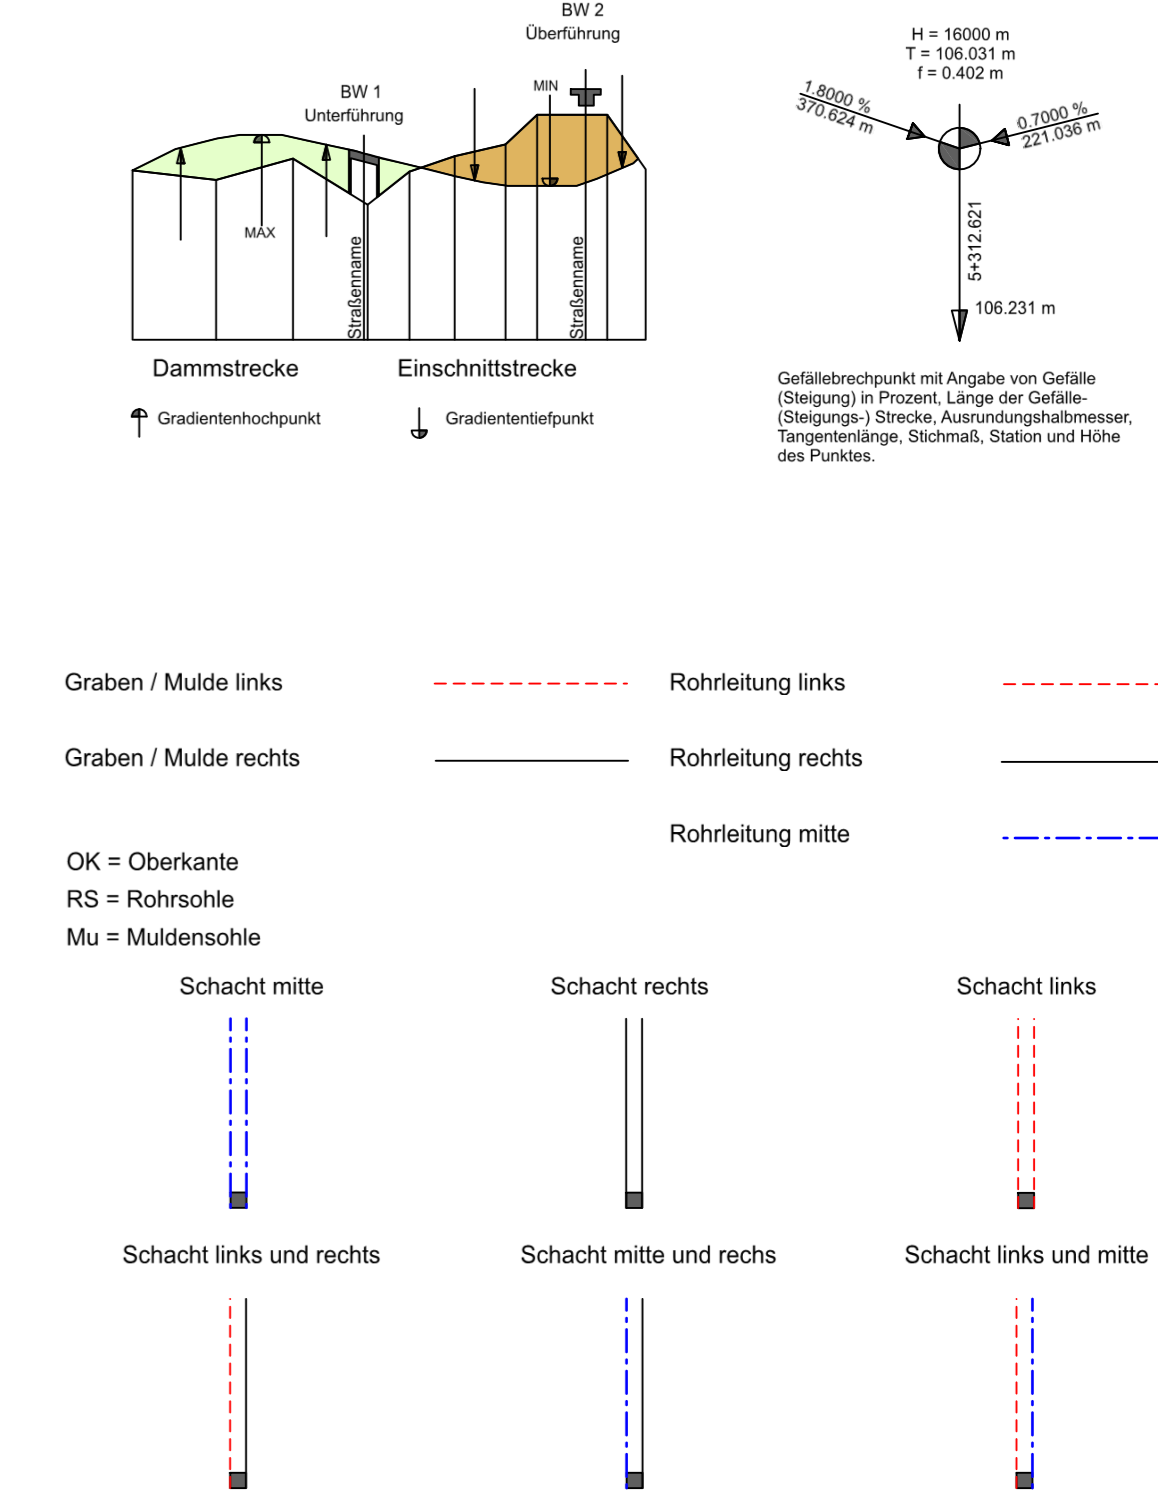 BW 2
Überführung
BW 1
Unterführung
MIN
MAX
Straßenname
Straßenname
Dammstrecke
Einschnittstrecke
Gradientenhochpunkt
Gradiententiefpunkt
H = 16000 m
T = 106.031 m
f = 0.402 m
1.8000 %
370.624 m
0.7000 %
221.036 m
5+312.621
106.231 m
Gefällebrechpunkt mit Angabe von Gefälle
(Steigung) in Prozent, Länge der Gefälle-
(Steigungs-) Strecke, Ausrundungshalbmesser,
Tangentenlänge, Stichmaß, Station und Höhe
des Punktes.
Graben / Mulde links
Rohrleitung links
Graben / Mulde rechts
Rohrleitung rechts
Rohrleitung mitte
OK = Oberkante
RS = Rohrsohle
Mu = Muldensohle
Schacht mitte
Schacht rechts
Schacht links
Schacht links und rechts
Schacht mitte und rechs
Schacht links und mitte